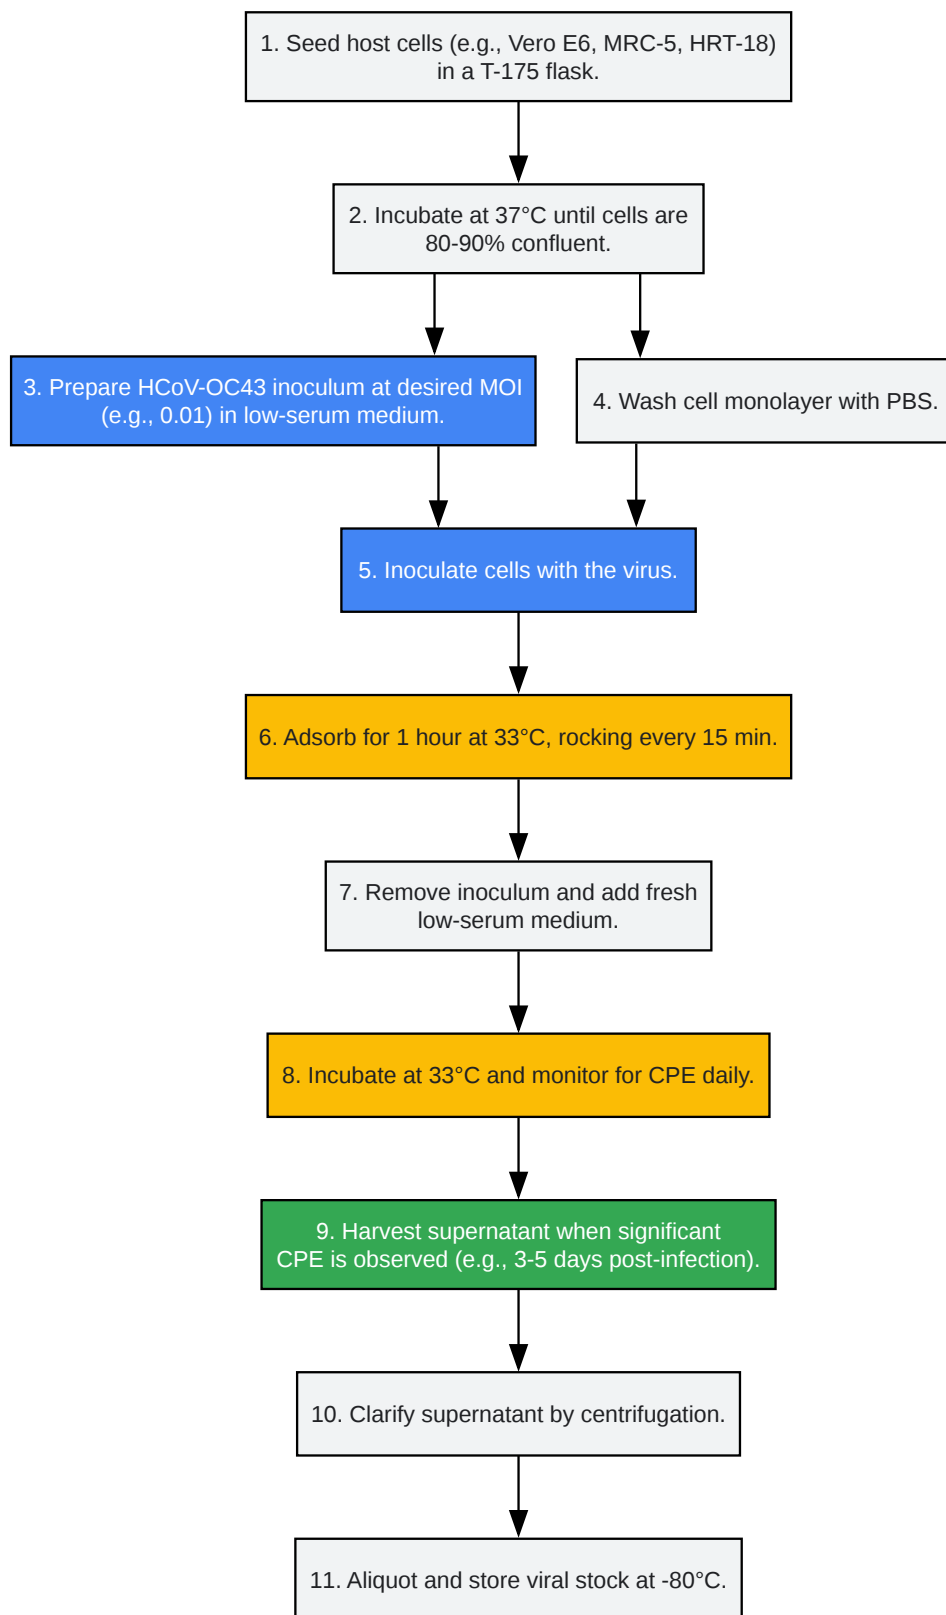 1. Seed host cells (e.g., Vero E6, MRC-5, HRT-18)
in a T-175 flask.
2. Incubate at 37°C until cells are
80-90% confluent.
3. Prepare HCoV-OC43 inoculum at desired MOI
(e.g., 0.01) in low-serum medium.
4. Wash cell monolayer with PBS.
5. Inoculate cells with the virus.
6. Adsorb for 1 hour at 33°C, rocking every 15 min.
7. Remove inoculum and add fresh
low-serum medium.
8. Incubate at 33°C and monitor for CPE daily.
9. Harvest supernatant when significant
CPE is observed (e.g., 3-5 days post-infection).
10. Clarify supernatant by centrifugation.
11. Aliquot and store viral stock at -80°C.